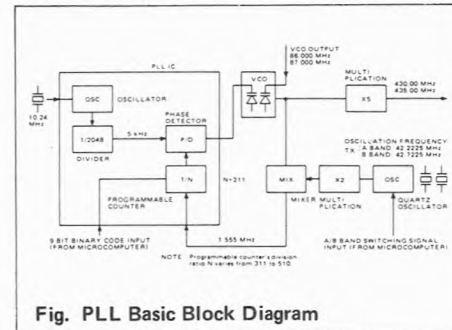 PLL IC
VCO
VCO OUTPUT
86.000 MHz
87.000 MHz
MULTI
PLICATION
430.00 MHz
435.00 MHz
X5
OSC
OSCILLATOR
10.24
MHz
PHASE
DETECTOR
1/2048
5 kHz
P/D
DIVIDER
OSCILLATION FREQUENCY
TX A BAND 42.2225 MHz
B BAND 42.7225 MHz
1/N
N=311
MIX
X2
OSC
PROGRAMMABLE
COUNTER
MIXER
MULTI
PLICATION
QUARTZ
OSCILLATOR
9 BIT BINARY CODE INPUT
(FROM MICROCOMPUTER)
1.555 MHz
A/B BAND SWITCHING SIGNAL
INPUT (FROM MICROCOMPUTER)
NOTE Programmable counter's division
ratio N varies from 311 to 510.
Fig. PLL Basic Block Diagram